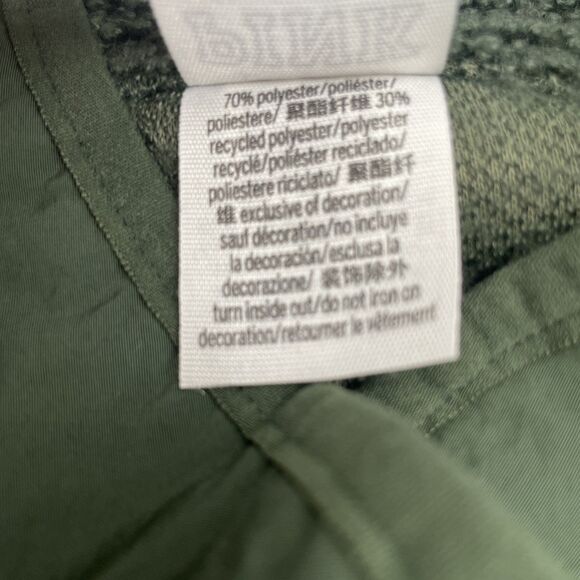 PINK
70% polyester/poliéster/
poliestere/ 聚酯纤维 30%
recycled polyester/polyester
recyclé/poliéster reciclado/
poliestere riciclato/ 聚酯纤
维 exclusive of decoration/
sauf décoration/no incluye
la decoración/esclusa la
decorazione/ 装饰除外
turn inside out/do not iron on
decoration/retourner le vêtement